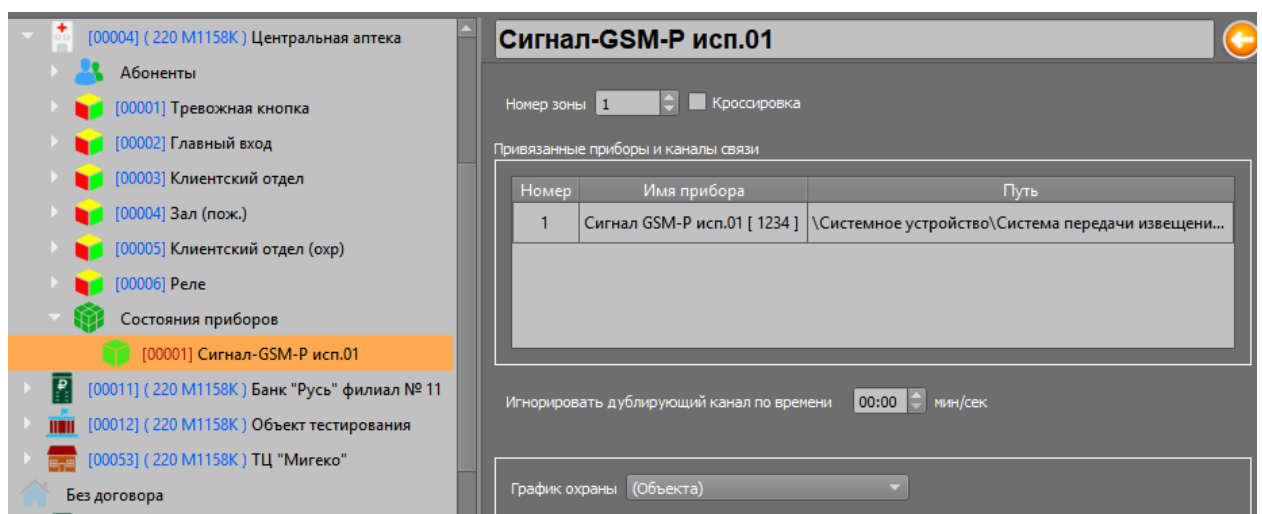 [00004] ( 220 M1158K ) Центральная аптека
Абоненты
[00001] Тревожная кнопка
[00002] Главный вход
[00003] Клиентский отдел
[00004] Зал (пож.)
[00005] Клиентский отдел (охр)
[00006] Реле
Состояния приборов
[00001] Сигнал-GSM-Р исп.01
[00011] ( 220 M1158K ) Банк "Русь" филиал № 11
[00012] ( 220 M1158K ) Объект тестирования
[00053] ( 220 M1158K ) ТЦ "Мигеко"
Без договора
Сигнал-GSM-Р исп.01
Номер зоны 1 Кроссировка
Привязанные приборы и каналы связи
Номер Имя прибора Путь
1 Сигнал GSM-Р исп.01 [ 1234 ] \Системное устройство\Система передачи извещени...
Игнорировать дублирующий канал по времени 00:00 мин/сек
График охраны (Объекта)